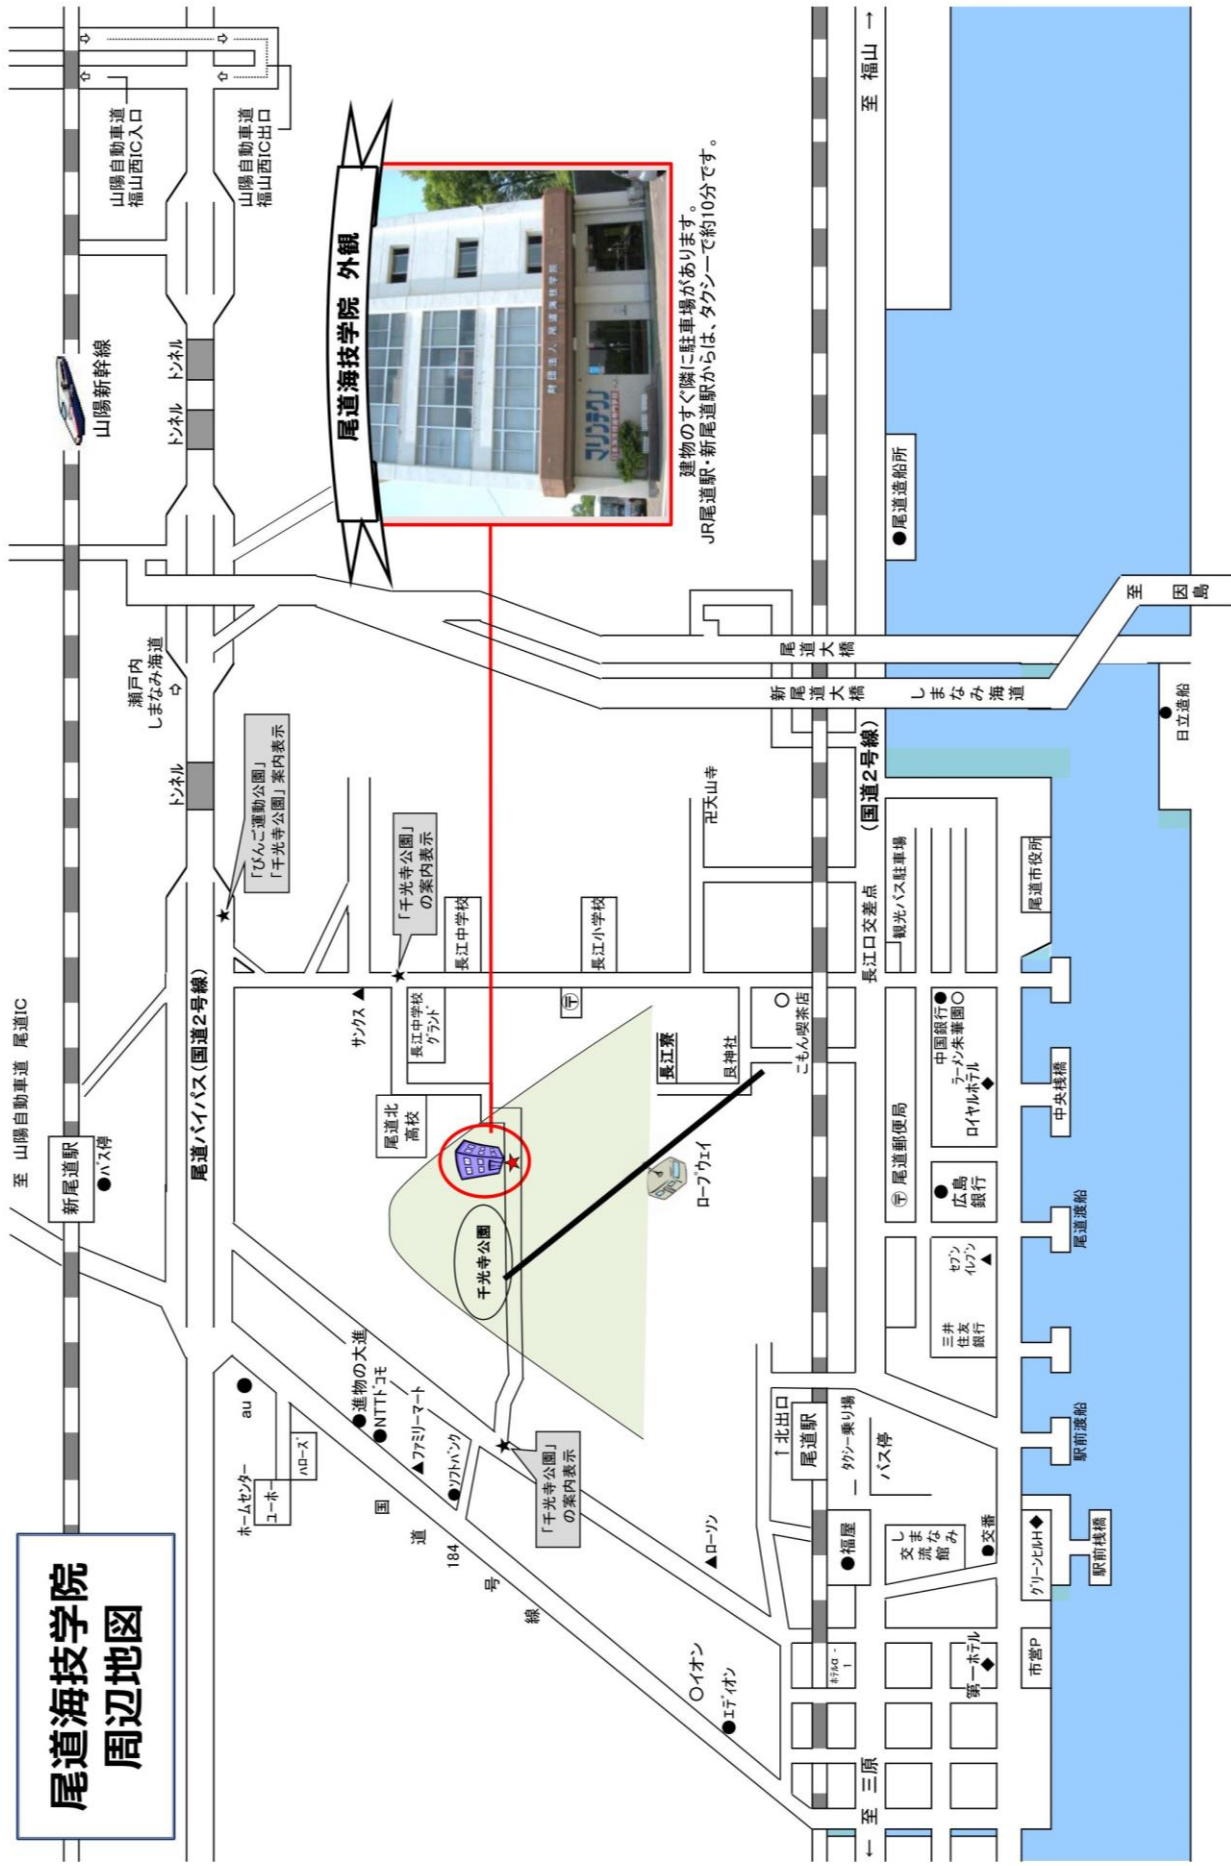 尾道海技学院
周辺地図
至 山陽自動車道 尾道IC
新尾道駅
●バス停
山陽新幹線
山陽自動車道
福山西IC入口
山陽自動車道
福山西IC出口
尾道バイパス(国道2号線)
トンネル
トンネル
トンネル
瀬戸内
しまなみ海道
「びんご運動公園」
「千光寺公園」案内表示
「千光寺公園」
の案内表示
尾道海技学院 外観
財団法人 尾道海技学院
マリンテクノ
建物のすぐ隣に駐車場があります。
JR尾道駅・新尾道駅からは、タクシーで約10分です。
au ●
ホームセンター
ユーホー
ハローズ
●進物の大進
●NTTドコモ
▲ファミリーマート
●ソフトバンク
国道184号線
「千光寺公園」
の案内表示
▲ローソン
○イオン
●エディオン
サンクス▲
長江中学校
グランド
長江中学校
尾道北
高校
長江小学校
〒
千光寺公園
長江寮
艮神社
ロープウェイ
こもん喫茶店
卍天山寺
新尾道大橋
尾道大橋
しまなみ海道
至 因島
↑北出口
尾道駅
タクシー乗り場
バス停
●福屋
しまなみ
交流館
●交番
ホテルα-
1
第一ホテル
◆
市営P
グリーンヒルH◆
駅前桟橋
駅前渡船
尾道渡船
中央桟橋
三井
住友
銀行
セブン
イレブン
▲
〒 尾道郵便局
●
広島
銀行
中国銀行●
ラーメン朱華園○
ロイヤルホテル
◆
長江口交差点
(国道2号線)
観光バス駐車場
尾道市役所
●尾道造船所
●
日立造船
← 至 三原
至 福山 →